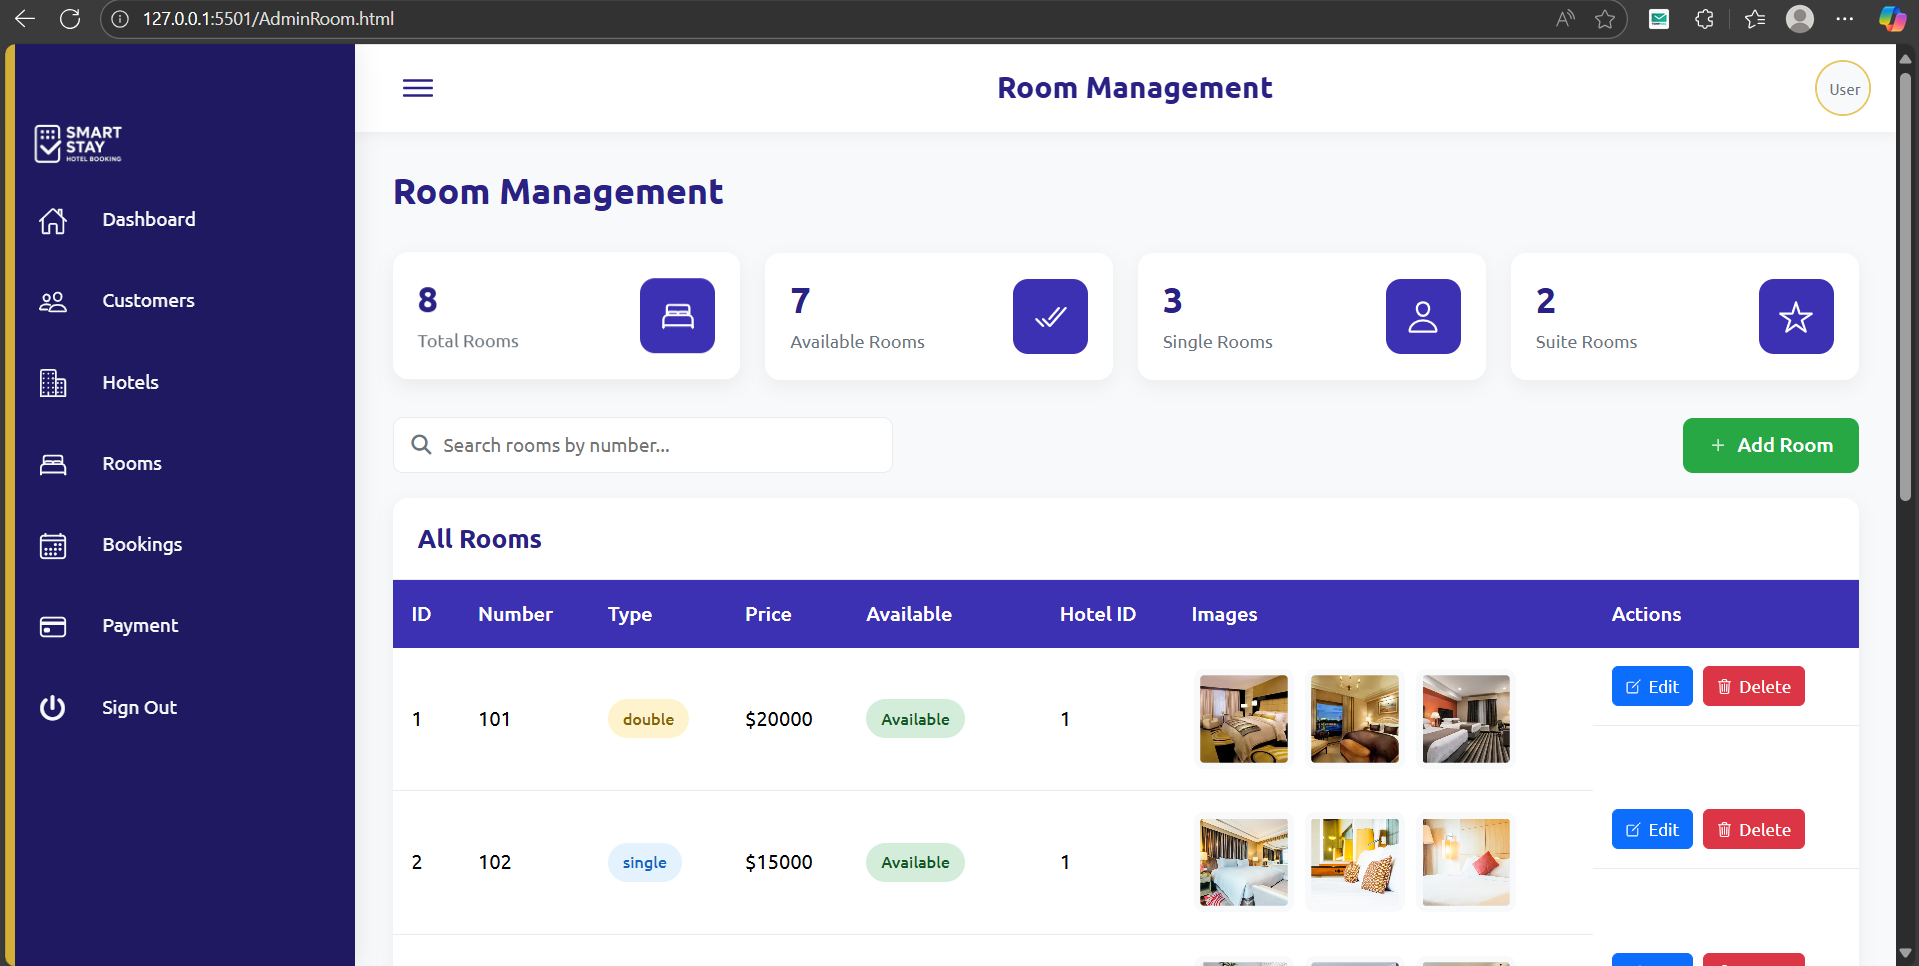 127.0.0.1:5501/AdminRoom.html
SMART
STAY
HOTEL BOOKING
Dashboard
Customers
Hotels
Rooms
Bookings
Payment
Sign Out
Room Management
User
Room Management
8
Total Rooms
7
Available Rooms
3
Single Rooms
2
Suite Rooms
Search rooms by number...
+ Add Room
All Rooms
ID Number Type Price Available Hotel ID Images Actions
1 101 double $20000 Available 1 Edit Delete
2 102 single $15000 Available 1 Edit Delete